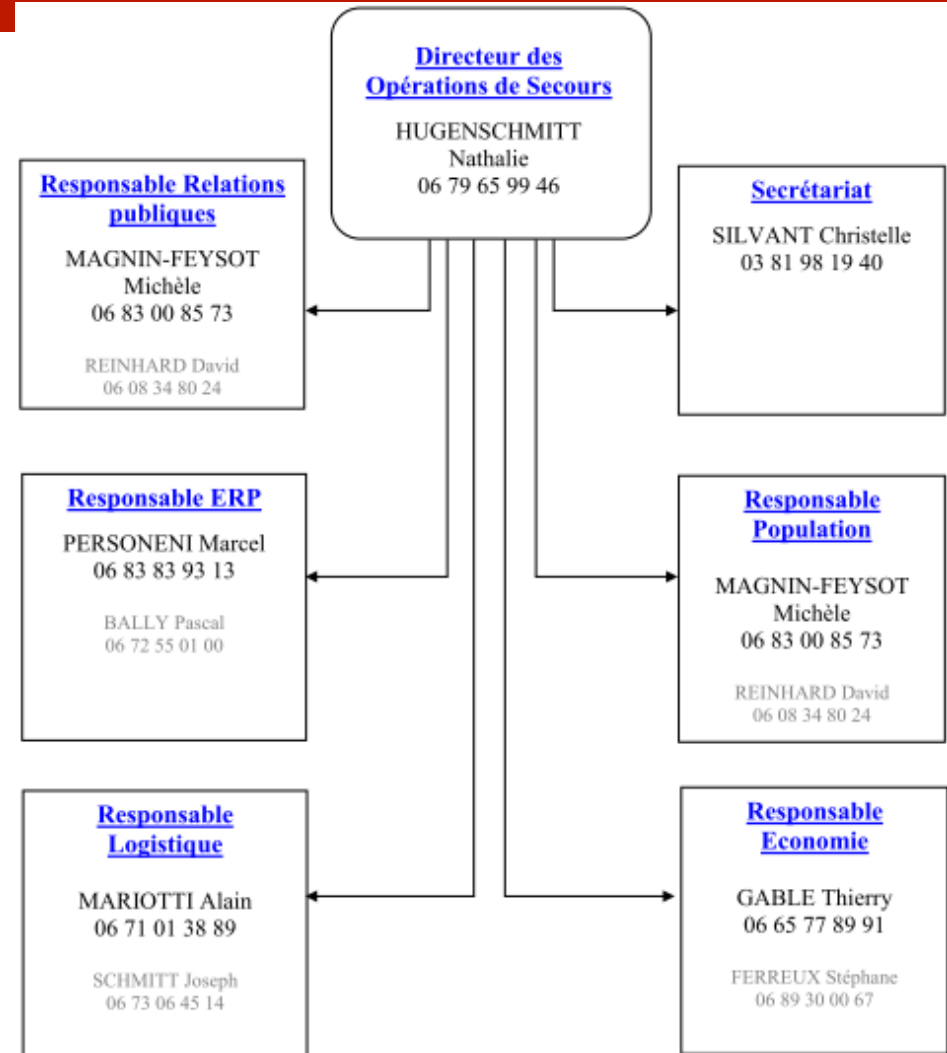 Directeur des
Opérations de Secours
HUGENSCHMITT
Nathalie
06 79 65 99 46
Responsable Relations
publiques
MAGNIN-FEYSOT
Michèle
06 83 00 85 73
REINHARD David
06 08 34 80 24
Secrétariat
SILVANT Christelle
03 81 98 19 40
Responsable ERP
PERSONENI Marcel
06 83 83 93 13
BALLY Pascal
06 72 55 01 00
Responsable
Population
MAGNIN-FEYSOT
Michèle
06 83 00 85 73
REINHARD David
06 08 34 80 24
Responsable
Logistique
MARIOTTI Alain
06 71 01 38 89
SCHMITT Joseph
06 73 06 45 14
Responsable
Economie
GABLE Thierry
06 65 77 89 91
FERREUX Stéphane
06 89 30 00 67